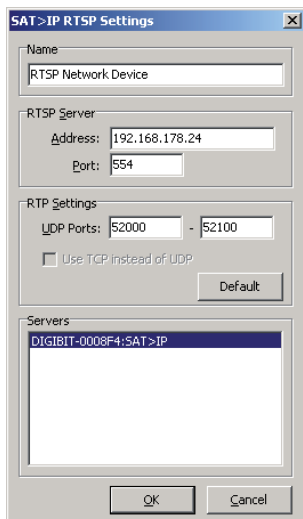 SAT>IP RTSP Settings
Name
RTSP Network Device
RTSP Server
Address: 192.168.178.24
Port: 554
RTP Settings
UDP Ports: 52000 - 52100
Use TCP instead of UDP
Default
Servers
DIGIBIT-0008F4:SAT>IP
OK Cancel